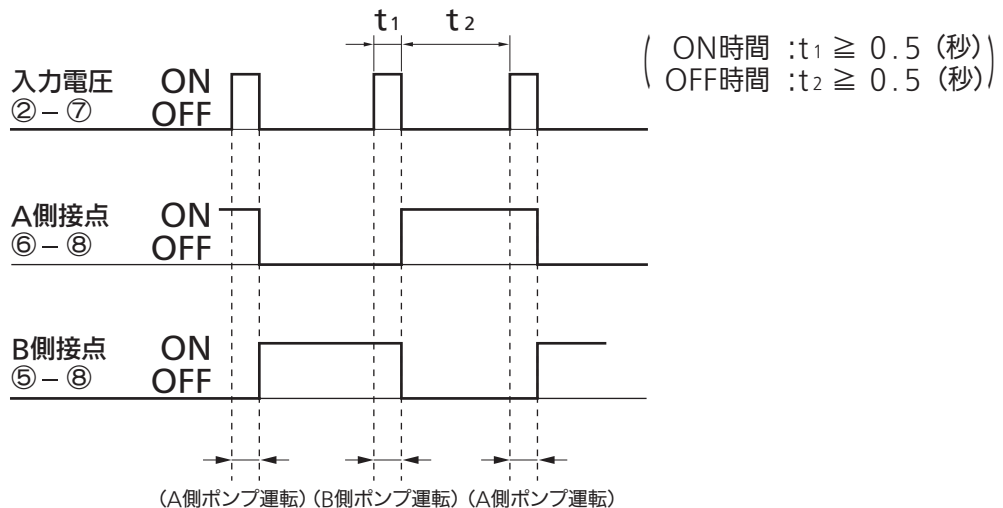 t1 t2
ON時間 :t1 ≧ 0.5 (秒)
OFF時間 :t2 ≧ 0.5 (秒)
入力電圧 ON
②–⑦ OFF
A側接点 ON
⑥–⑧ OFF
B側接点 ON
⑤–⑧ OFF
(A側ポンプ運転) (B側ポンプ運転) (A側ポンプ運転)